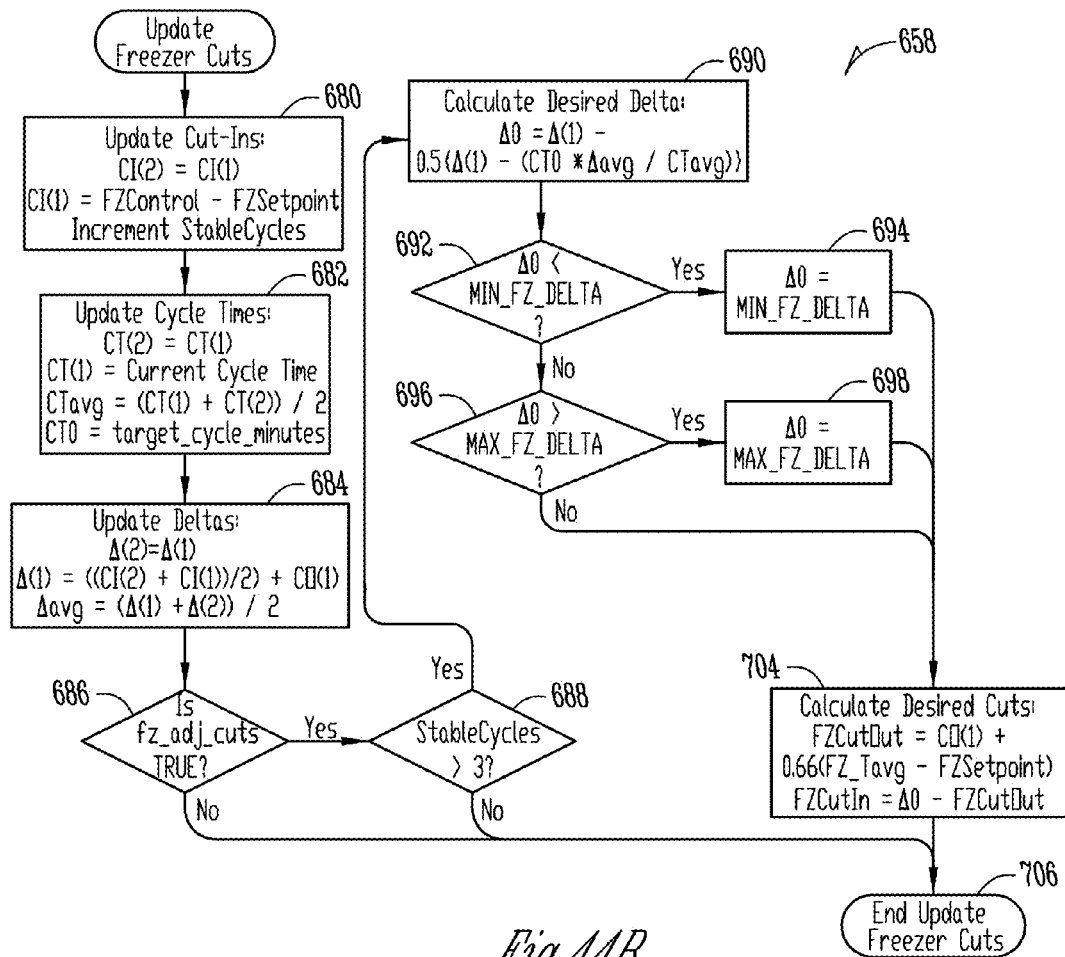 Update
Freezer Cuts
680
Update Cut-Ins:
CI(2) = CI(1)
CI(1) = FZControl - FZSetpoint
Increment StableCycles
682
Update Cycle Times:
CT(2) = CT(1)
CT(1) = Current Cycle Time
CTavg = (CT(1) + CT(2)) / 2
CT0 = target_cycle_minutes
684
Update Deltas:
Δ(2)=Δ(1)
Δ(1) = ((CI(2) + CI(1))/2) + CO(1)
Δavg = (Δ(1) +Δ(2)) / 2
686
Is
fz_adj_cuts
TRUE?
Yes
No
688
StableCycles
> 3?
Yes
No
658
690
Calculate Desired Delta:
Δ0 = Δ(1) -
0.5(Δ(1) - (CT0 *Δavg / CTavg))
692
Δ0 <
MIN_FZ_DELTA
?
Yes
No
694
Δ0 =
MIN_FZ_DELTA
696
Δ0 >
MAX_FZ_DELTA
?
Yes
No
698
Δ0 =
MAX_FZ_DELTA
704
Calculate Desired Cuts:
FZCutOut = CO(1) +
0.66(FZ_Tavg - FZSetpoint)
FZCutIn = Δ0 - FZCutOut
706
End Update
Freezer Cuts
Fig. 11B